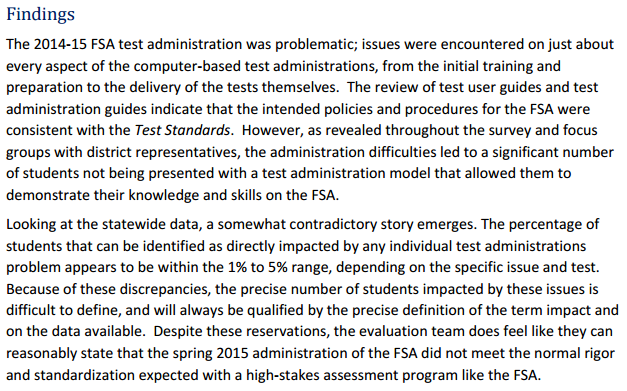 Findings
The 2014-15 FSA test administration was problematic; issues were encountered on just about
every aspect of the computer-based test administrations, from the initial training and
preparation to the delivery of the tests themselves.  The review of test user guides and test
administration guides indicate that the intended policies and procedures for the FSA were
consistent with the Test Standards.  However, as revealed throughout the survey and focus
groups with district representatives, the administration difficulties led to a significant number
of students not being presented with a test administration model that allowed them to
demonstrate their knowledge and skills on the FSA.
Looking at the statewide data, a somewhat contradictory story emerges. The percentage of
students that can be identified as directly impacted by any individual test administrations
problem appears to be within the 1% to 5% range, depending on the specific issue and test.
Because of these discrepancies, the precise number of students impacted by these issues is
difficult to define, and will always be qualified by the precise definition of the term impact and
on the data available.  Despite these reservations, the evaluation team does feel like they can
reasonably state that the spring 2015 administration of the FSA did not meet the normal rigor
and standardization expected with a high-stakes assessment program like the FSA.